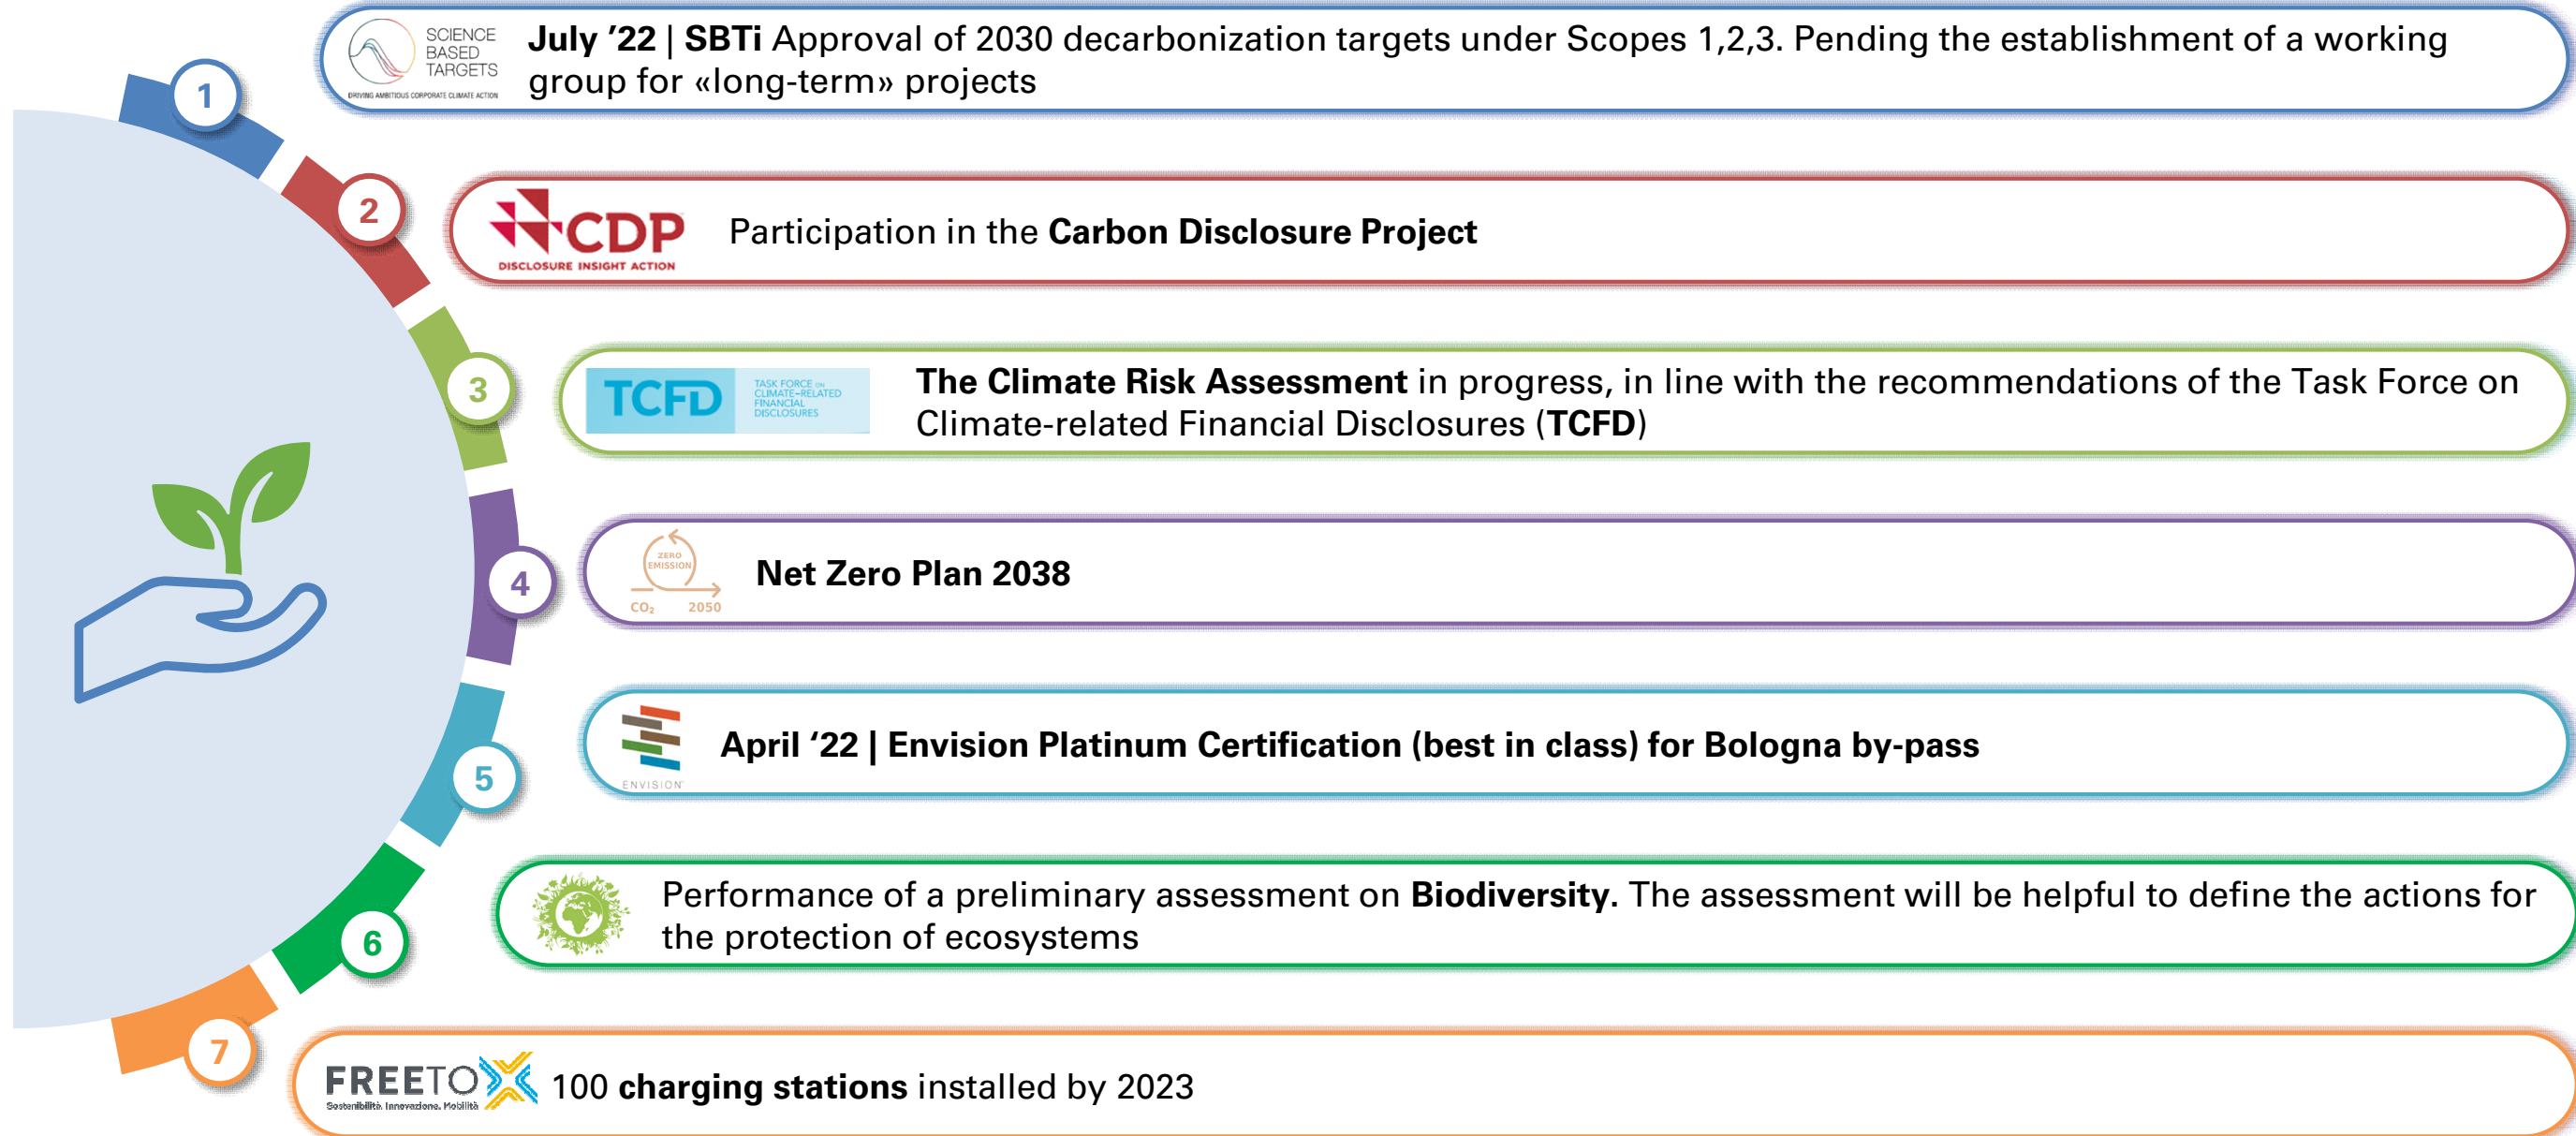 1
SCIENCE
BASED
TARGETS
DRIVING AMBITIOUS CORPORATE CLIMATE ACTION
July ’22 | SBTi Approval of 2030 decarbonization targets under Scopes 1,2,3. Pending the establishment of a working
group for «long-term» projects
2
CDP
DISCLOSURE INSIGHT ACTION
Participation in the Carbon Disclosure Project
3
TCFD
TASK FORCE ON
CLIMATE-RELATED
FINANCIAL
DISCLOSURES
The Climate Risk Assessment in progress, in line with the recommendations of the Task Force on
Climate-related Financial Disclosures (TCFD)
4
ZERO
EMISSION
CO₂ 2050
Net Zero Plan 2038
5
ENVISION
April ‘22 | Envision Platinum Certification (best in class) for Bologna by-pass
6
Performance of a preliminary assessment on Biodiversity. The assessment will be helpful to define the actions for
the protection of ecosystems
7
FREETO X
Sostenibilità. Innovazione. Mobilità
100 charging stations installed by 2023